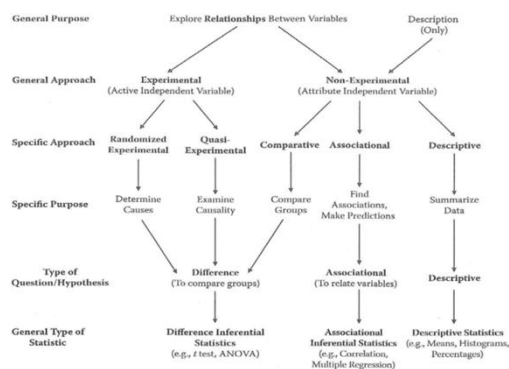 General Purpose
Explore Relationships Between Variables
Description
(Only)
General Approach
Experimental
(Active Independent Variable)
Non-Experimental
(Attribute Independent Variable)
Specific Approach
Randomized
Experimental
Quasi-
Experimental
Comparative
Associational
Descriptive
Specific Purpose
Determine
Causes
Examine
Causality
Compare
Groups
Find
Associations,
Make Predictions
Summarize
Data
Type of
Question/Hypothesis
Difference
(To compare groups)
Associational
(To relate variables)
Descriptive
General Type of
Statistic
Difference Inferential
Statistics
(e.g., t test, ANOVA)
Associational
Inferential Statistics
(e.g., Correlation,
Multiple Regression)
Descriptive Statistics
(e.g., Means, Histograms,
Percentages)